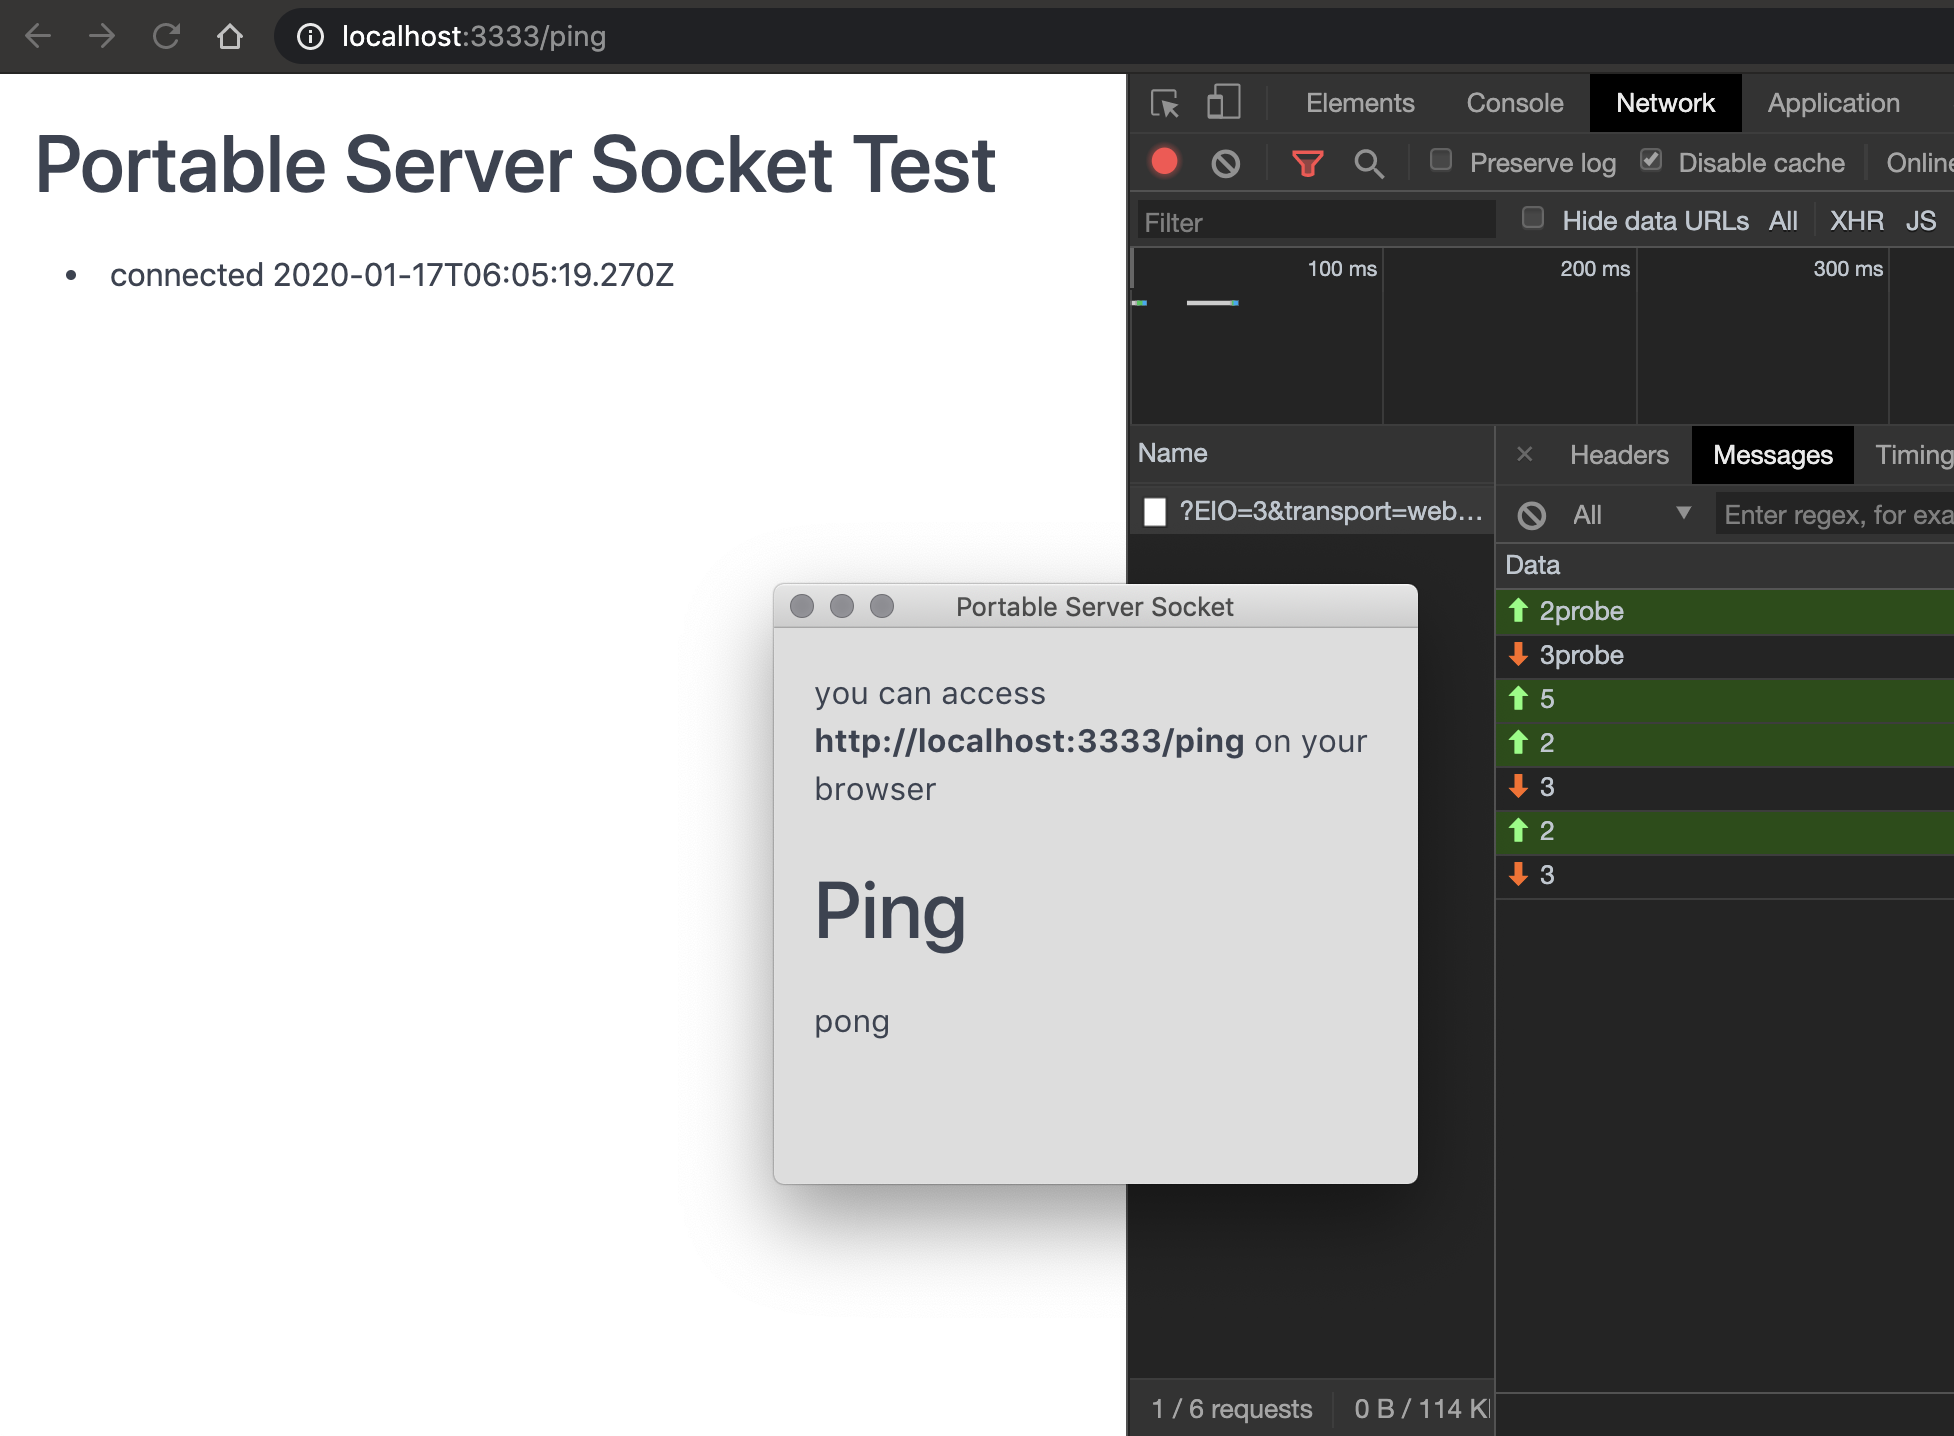 localhost:3333/ping
Portable Server Socket Test
• connected 2020-01-17T06:05:19.270Z
Elements Console Network Application
Preserve log Disable cache Online
Filter Hide data URLs All XHR JS
100 ms 200 ms 300 ms
Name
?EIO=3&transport=web…
× Headers Messages Timing
All Enter regex, for exa
Data
2probe
3probe
5
2
3
2
3
Portable Server Socket
you can access
http://localhost:3333/ping on your
browser
Ping
pong
1 / 6 requests 0 B / 114 K